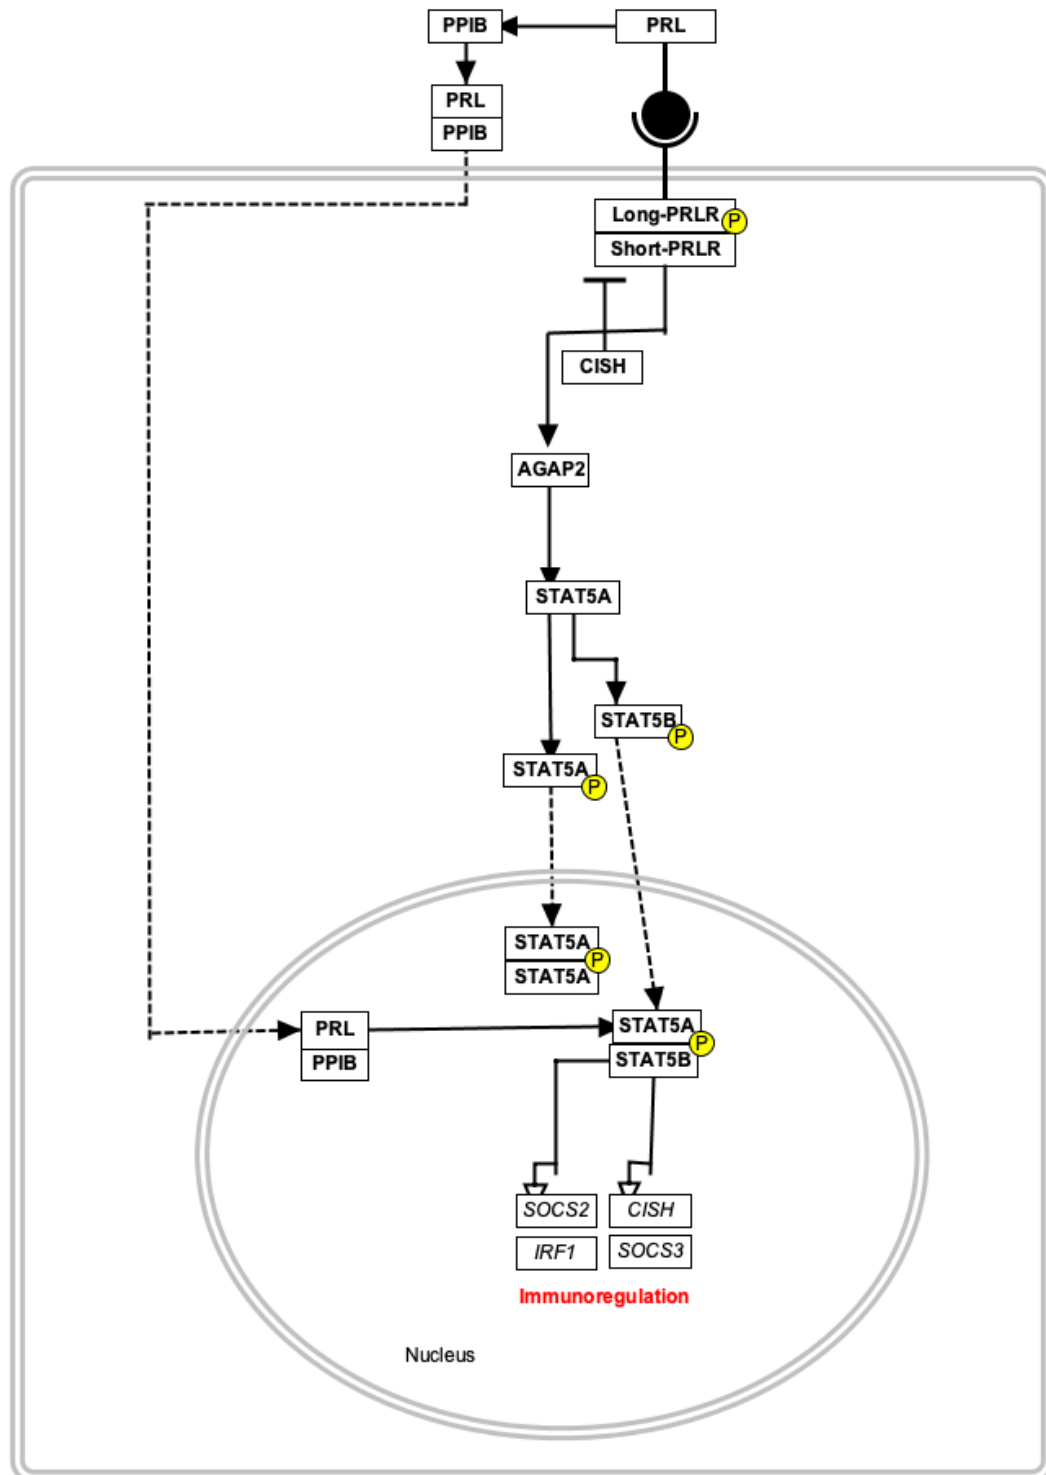 PPIB
PRL
PRL
PPIB
Long-PRLR
P
Short-PRLR
CISH
AGAP2
STAT5A
STAT5B
P
STAT5A
P
STAT5A
P
STAT5A
PRL
PPIB
STAT5A
P
STAT5B
SOCS2
CISH
IRF1
SOCS3
Immunoregulation
Nucleus